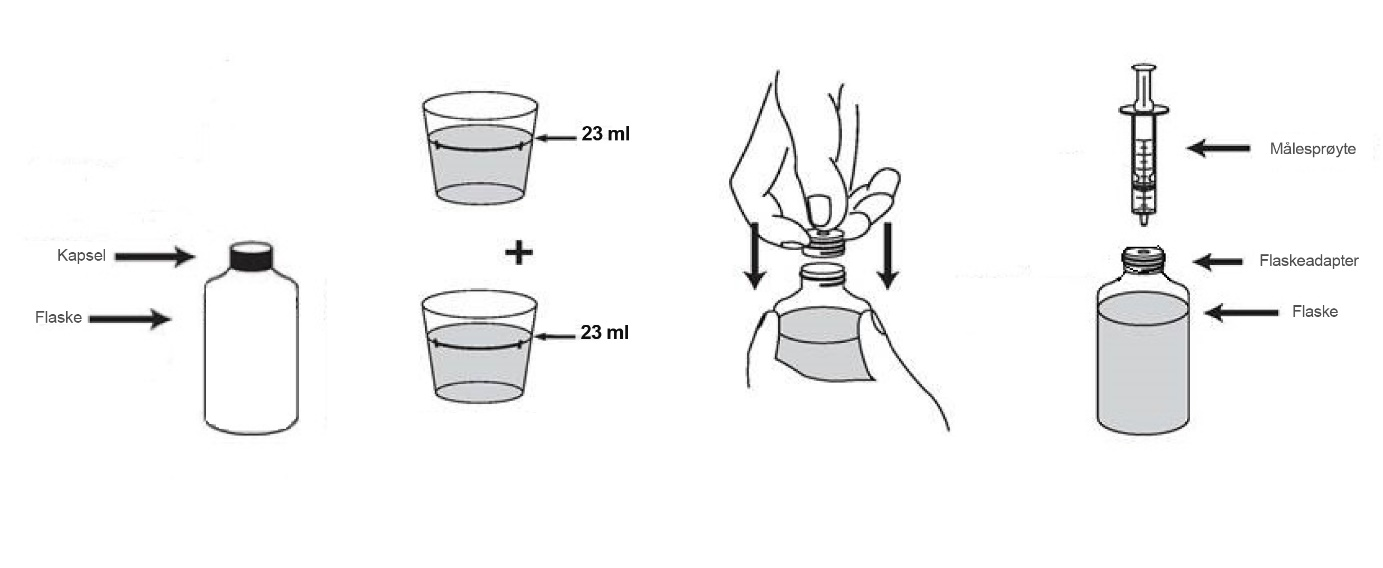 Kapsel
Flaske
23 ml
+
23 ml
Målesprøyte
Flaskeadapter
Flaske